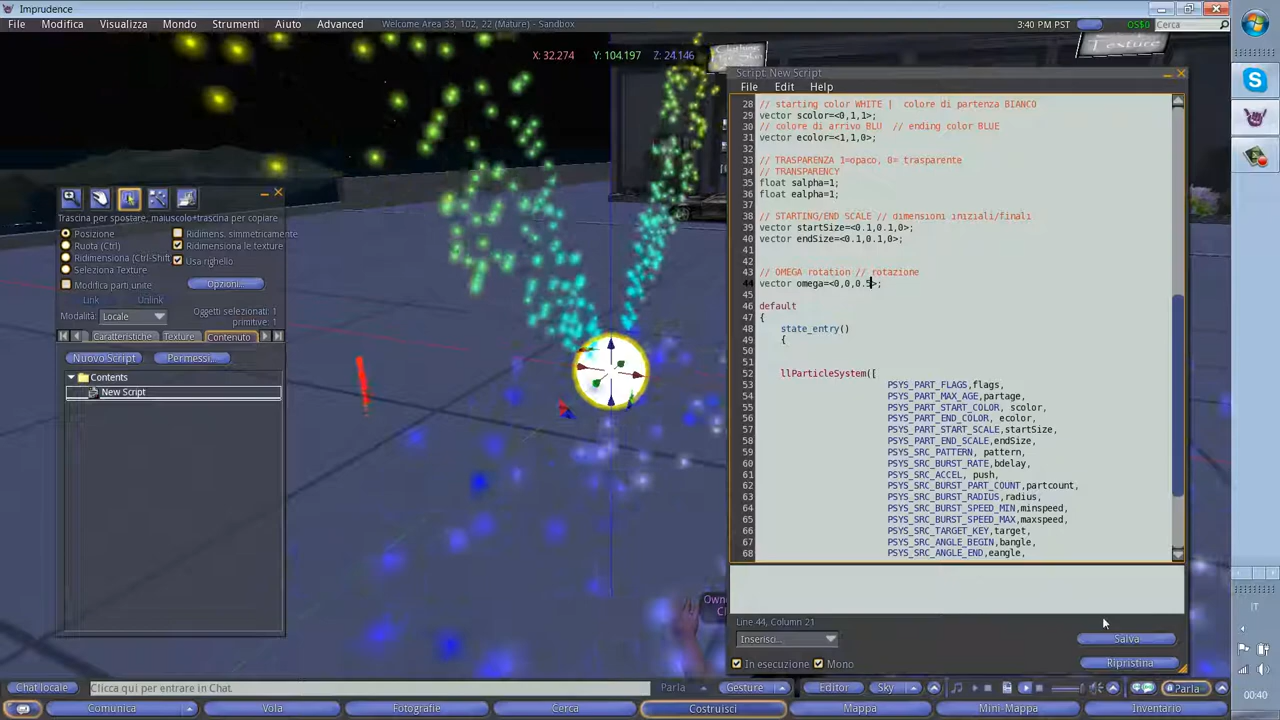 Imprudence
File Modifica Visualizza Mondo Strumenti Aiuto Advanced
Welcome Area 33, 102, 22 (Mature) - Sandbox
3:40 PM PST
OS$0
Cerca
X: 32.274 Y: 104.197 Z: 24.146
Texture
Script: New Script
File Edit Help
28 // starting color WHITE | colore di partenza BIANCO
29 vector scolor=<0,1,1>;
30 // colore di arrivo BLU // ending color BLUE
31 vector ecolor=<1,1,0>;
32
33 // TRASPARENZA 1=opaco, 0= trasparente
34 // TRANSPARENCY
35 float salpha=1;
36 float ealpha=1;
37
38 // STARTING/END SCALE // dimensioni iniziali/finali
39 vector startSize=<0.1,0.1,0>;
40 vector endSize=<0.1,0.1,0>;
41
42
43 // OMEGA rotation // rotazione
44 vector omega=<0,0,0.5>;
45
46 default
47 {
48 state_entry()
49 {
50
51
52 llParticleSystem([
53 PSYS_PART_FLAGS,flags,
54 PSYS_PART_MAX_AGE,partage,
55 PSYS_PART_START_COLOR, scolor,
56 PSYS_PART_END_COLOR, ecolor,
57 PSYS_PART_START_SCALE,startSize,
58 PSYS_PART_END_SCALE,endSize,
59 PSYS_SRC_PATTERN, pattern,
60 PSYS_SRC_BURST_RATE,bdelay,
61 PSYS_SRC_ACCEL, push,
62 PSYS_SRC_BURST_PART_COUNT,partcount,
63 PSYS_SRC_BURST_RADIUS,radius,
64 PSYS_SRC_BURST_SPEED_MIN,minspeed,
65 PSYS_SRC_BURST_SPEED_MAX,maxspeed,
66 PSYS_SRC_TARGET_KEY,target,
67 PSYS_SRC_ANGLE_BEGIN,bangle,
68 PSYS_SRC_ANGLE_END,eangle,
Line 44, Column 21
Inserisci...
Salva
In esecuzione Mono
Ripristina
Trascina per spostare, maiuscolo+trascina per copiare
Posizione
Ruota (Ctrl)
Ridimensiona (Ctrl-Shift
Seleziona Texture
Ridimens. simmetricamente
Ridimensiona le texture
Usa righello
Modifica parti unite
Opzioni...
Link Unlink
Modalità: Locale
Oggetti selezionati: 1
primitive: 1
Caratteristiche Texture Contenuto
Nuovo Script Permessi...
Contents
New Script
Chat locale Clicca qui per entrare in Chat. Parla Gesture Editor Sky Parla
Comunica Vola Fotografie Cerca Costruisci Mappa Mini-Mappa Inventario
IT
00:40